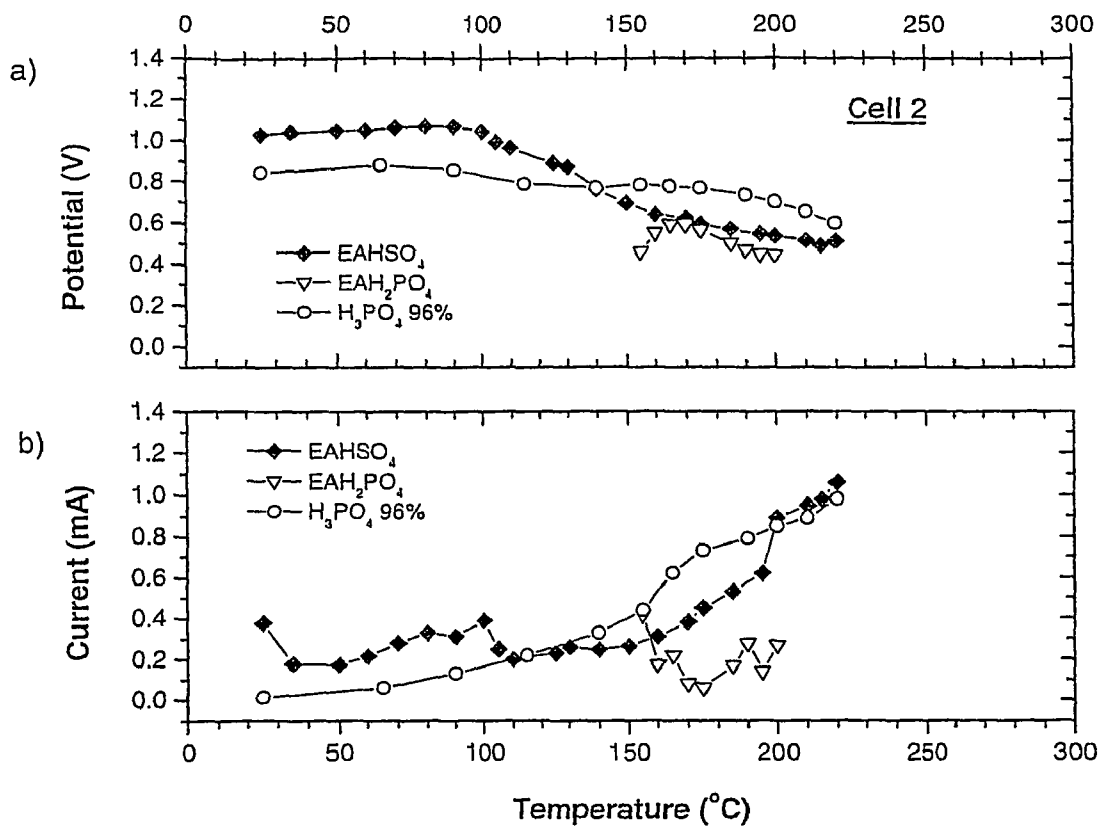 0 50 100 150 200 250 300
a)
1.4
1.2
1.0
0.8
0.6
0.4
0.2
0.0
Potential (V)
Cell 2
EAHSO₄
EAH₂PO₄
H₃PO₄ 96%
b)
1.4
1.2
1.0
0.8
0.6
0.4
0.2
0.0
Current (mA)
EAHSO₄
EAH₂PO₄
H₃PO₄ 96%
0 50 100 150 200 250 300
Temperature (°C)